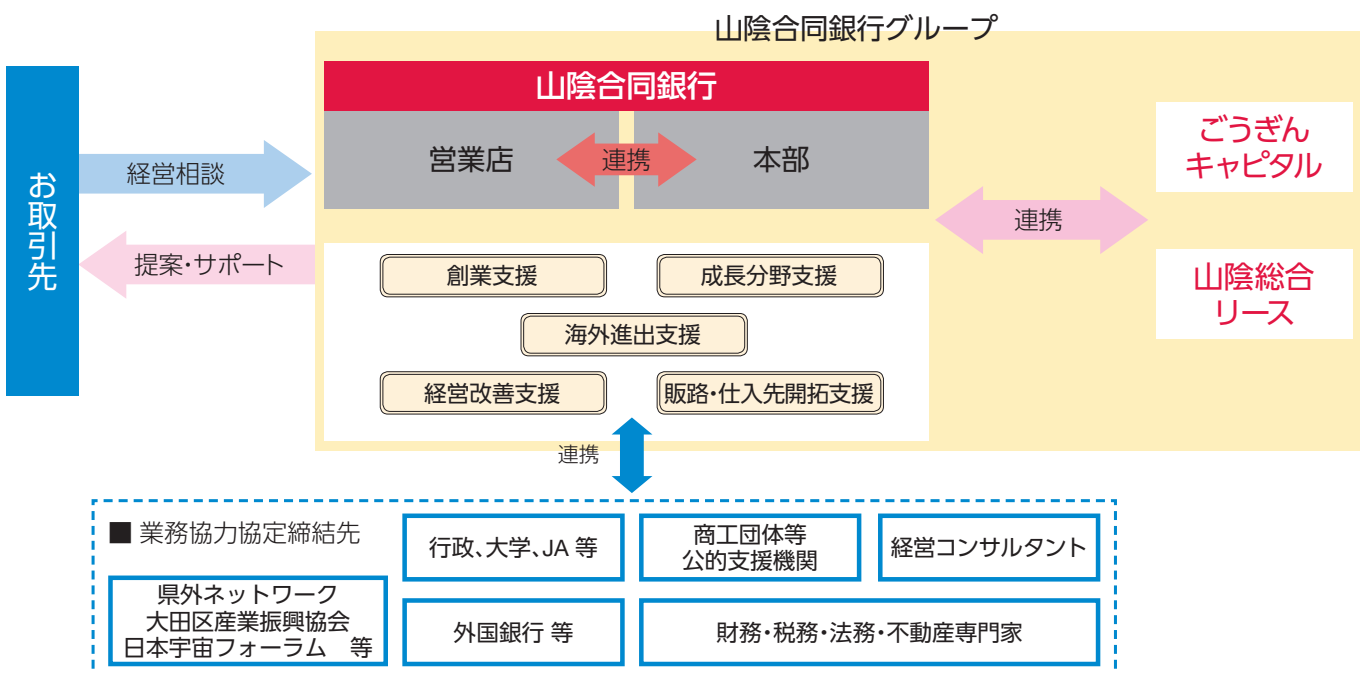 山陰合同銀行グループ
山陰合同銀行
営業店
連携
本部
お取引先
経営相談
提案・サポート
連携
ごうぎん
キャピタル
山陰総合
リース
創業支援
成長分野支援
海外進出支援
経営改善支援
販路・仕入先開拓支援
連携
■ 業務協力協定締結先
行政、大学、JA 等
商工団体等
公的支援機関
経営コンサルタント
県外ネットワーク
大田区産業振興協会
日本宇宙フォーラム　等
外国銀行 等
財務・税務・法務・不動産専門家